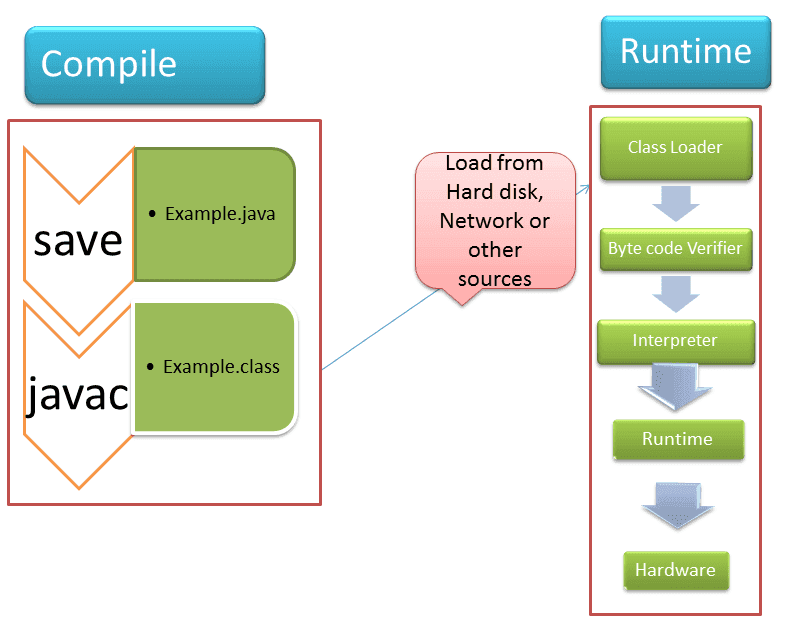 Compile
save
• Example.java
javac
• Example.class
Load from
Hard disk,
Network or
other
sources
Runtime
Class Loader
Byte code Verifier
Interpreter
Runtime
Hardware